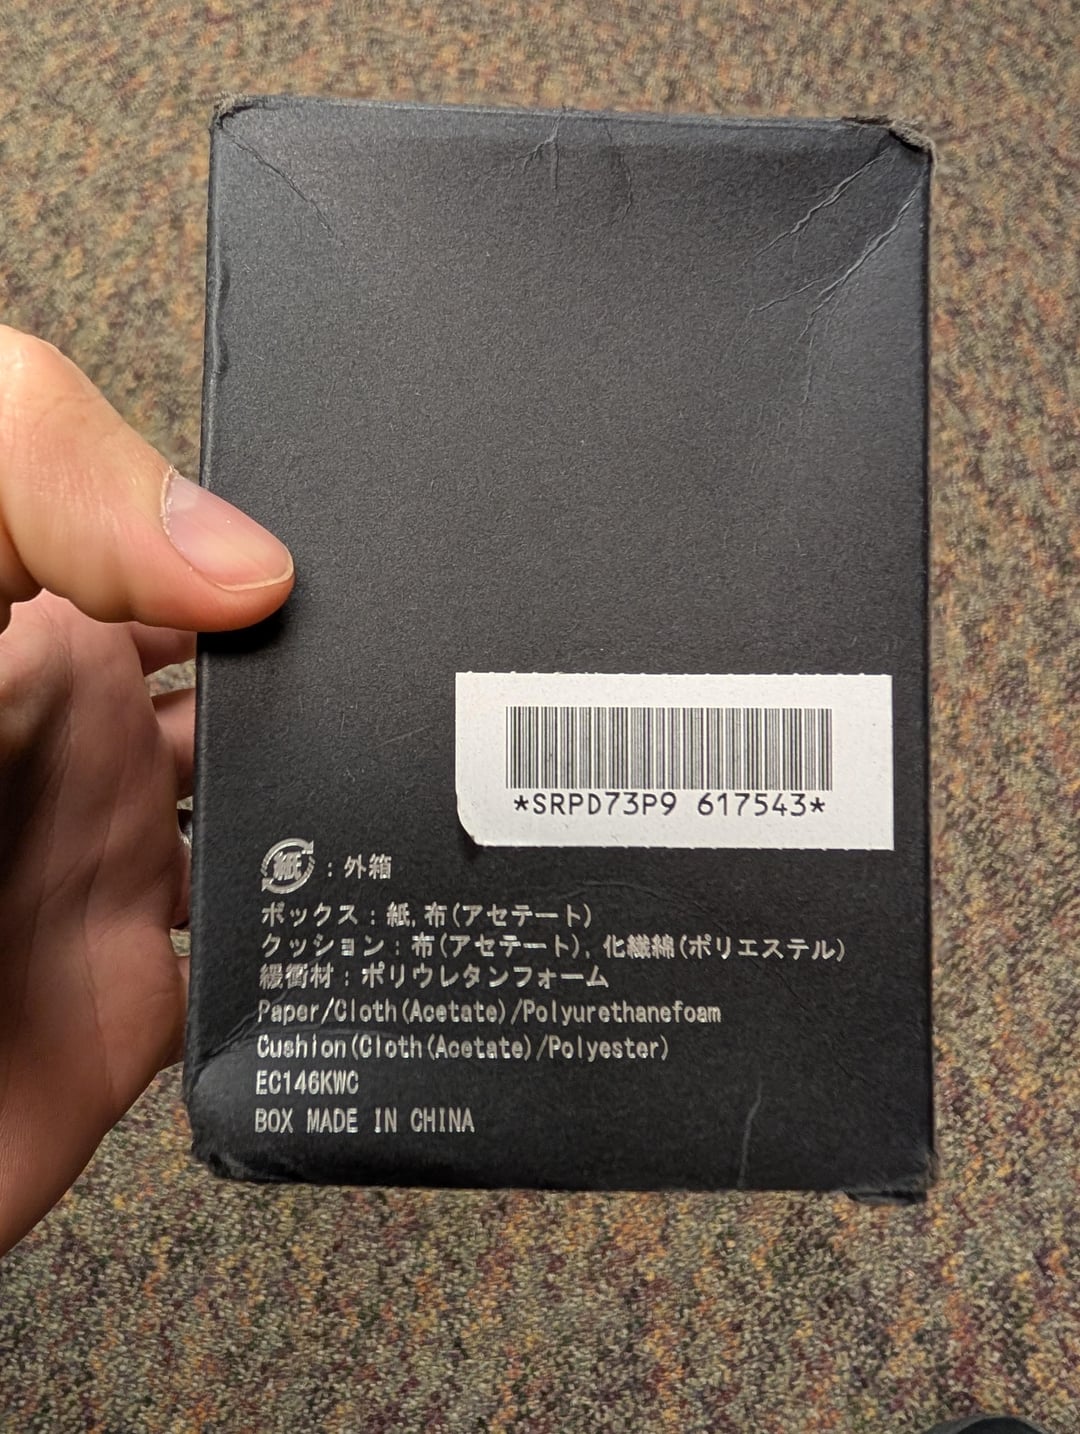 *SRPD73P9 617543*
紙 : 外箱
ボックス : 紙, 布(アセテート)
クッション : 布(アセテート), 化繊綿(ポリエステル)
緩衝材 : ポリウレタンフォーム
Paper/Cloth(Acetate)/Polyurethanefoam
Cushion(Cloth(Acetate)/Polyester)
EC146KWC
BOX MADE IN CHINA